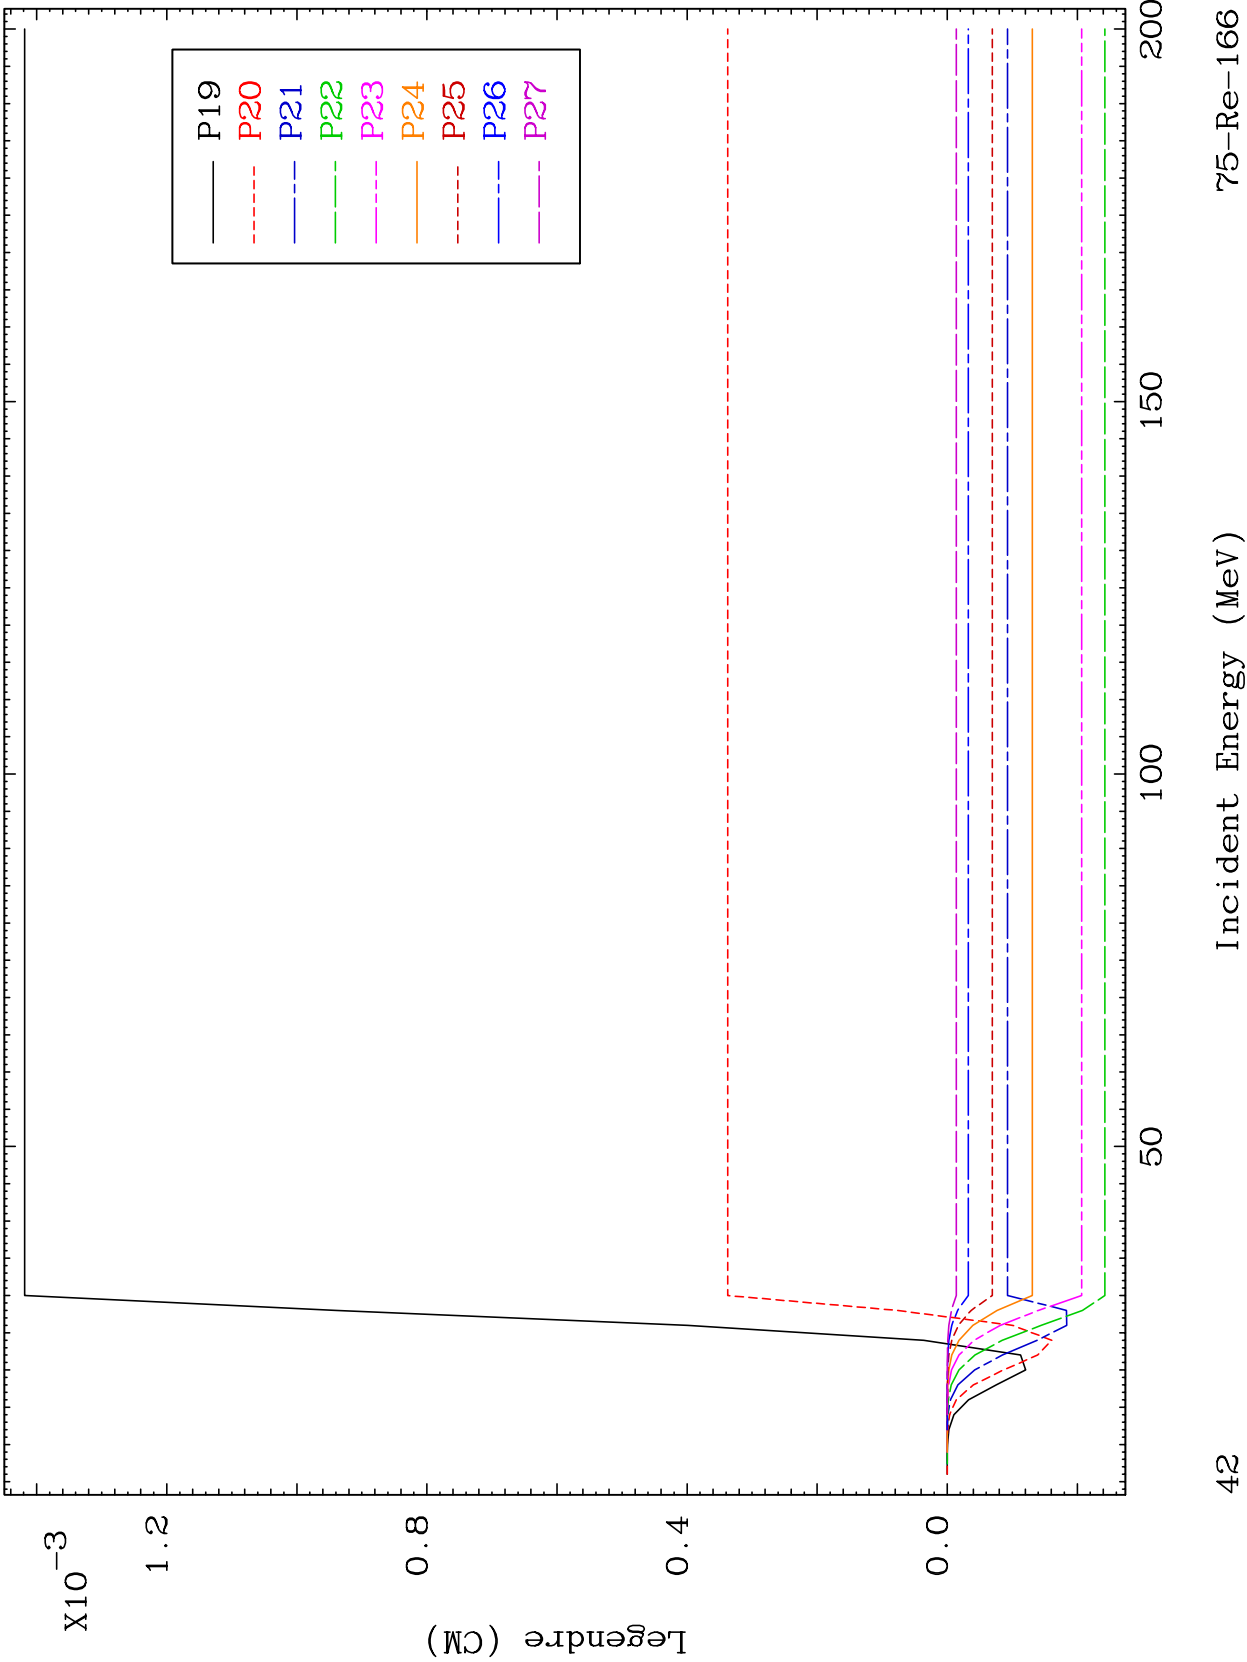 X10-3
1.2
0.8
0.4
0.0
Legendre (CM)
P19
P20
P21
P22
P23
P24
P25
P26
P27
50
100
150
200
Incident Energy (MeV)
42
75-Re-166